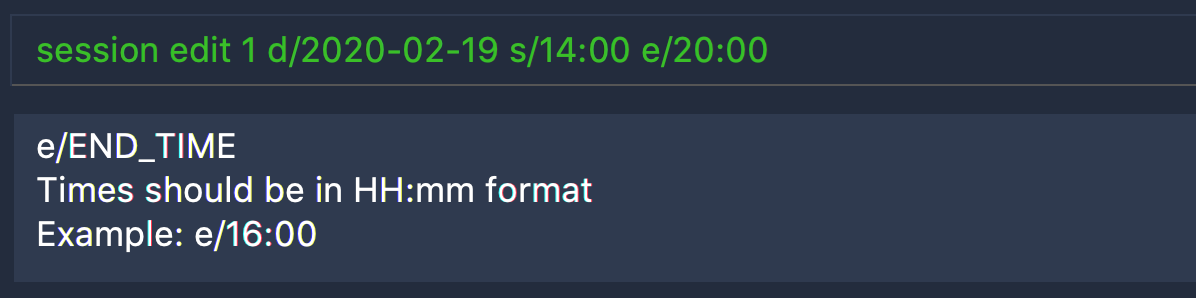 session edit 1 d/2020-02-19 s/14:00 e/20:00
e/END_TIME
Times should be in HH:mm format
Example: e/16:00